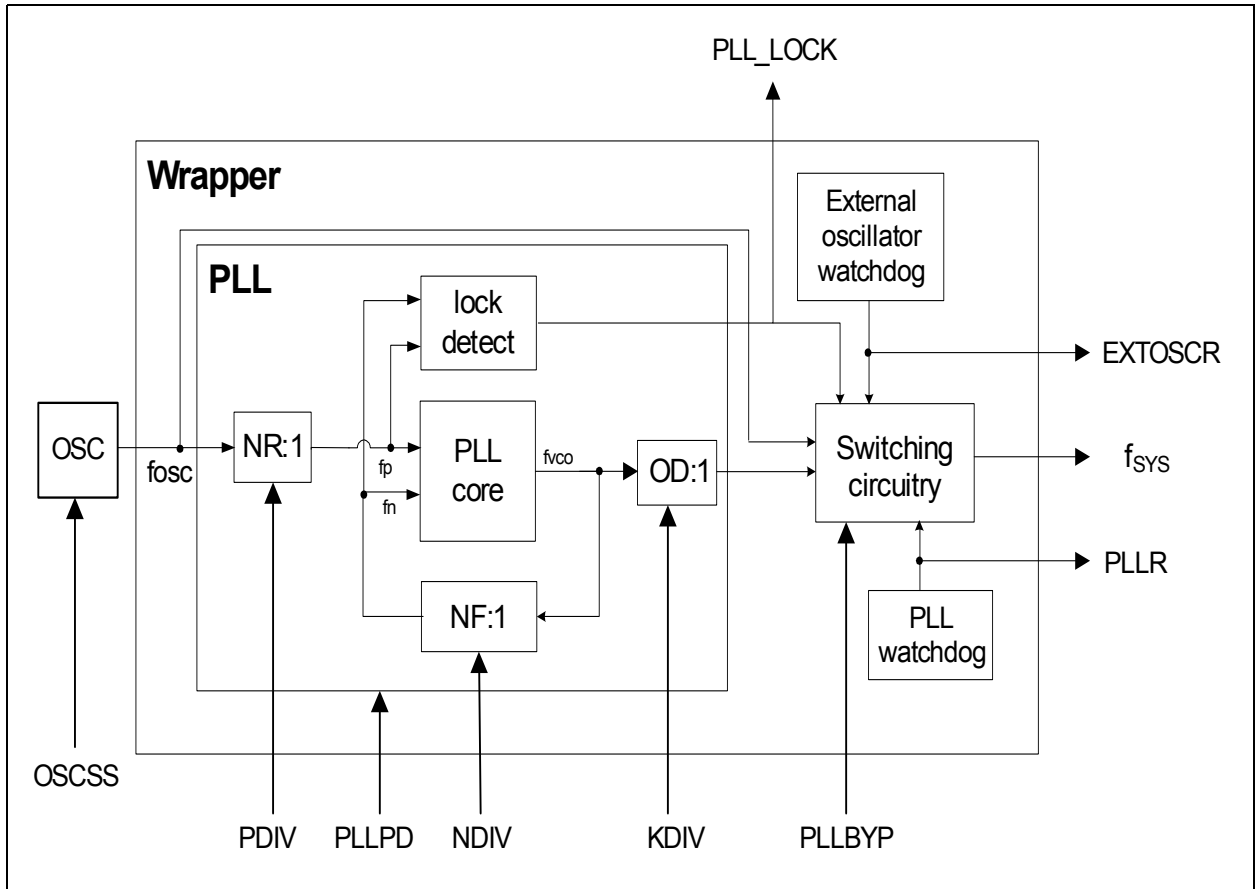 PLL_LOCK
Wrapper
External
oscillator
watchdog
PLL
lock
detect
EXTOSCR
OSC
fosc
NR:1
fp
fn
PLL
core
fvco
OD:1
Switching
circuitry
fSYS
PLLR
NF:1
PLL
watchdog
OSCSS
PDIV
PLLPD
NDIV
KDIV
PLLBYP